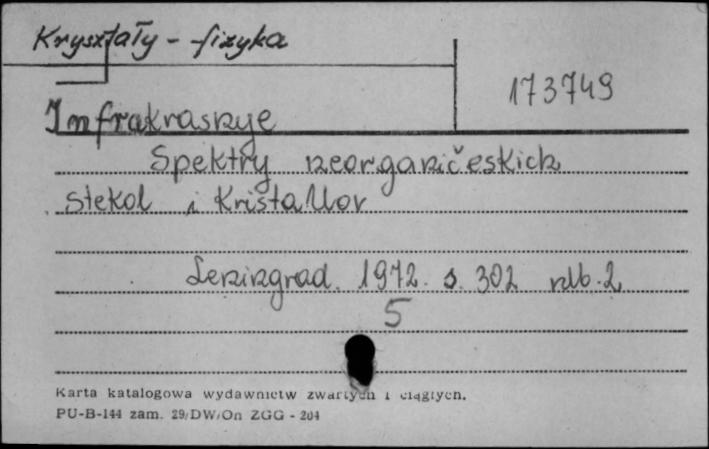 Kryształy - fizyka
173749
Infrakrasnye
Spektry neorganičeskich
stekol i Kristallov
Leningrad. 1972. s. 302 nlb. 2
5
Karta katalogowa wydawnictw zwartych i ciągłych.
PU-B-144 zam. 29/DW/On ZGG - 204